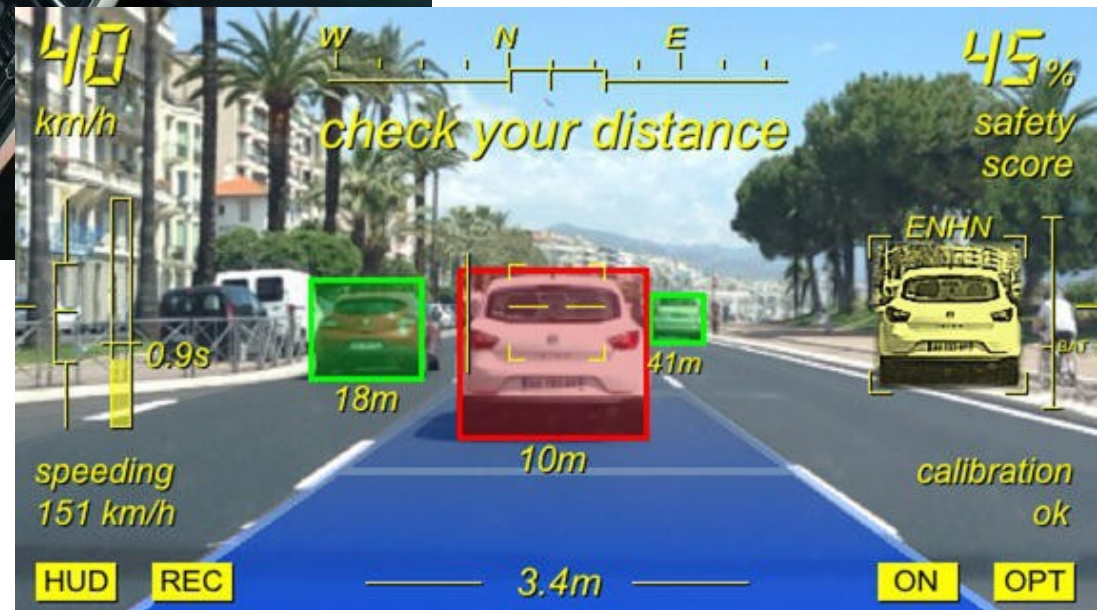 40
km/h
W N E
check your distance
45%
safety
score
ENHN
0.9s
BAT
18m
41m
10m
speeding
151 km/h
calibration
ok
HUD REC
3.4m
ON OPT